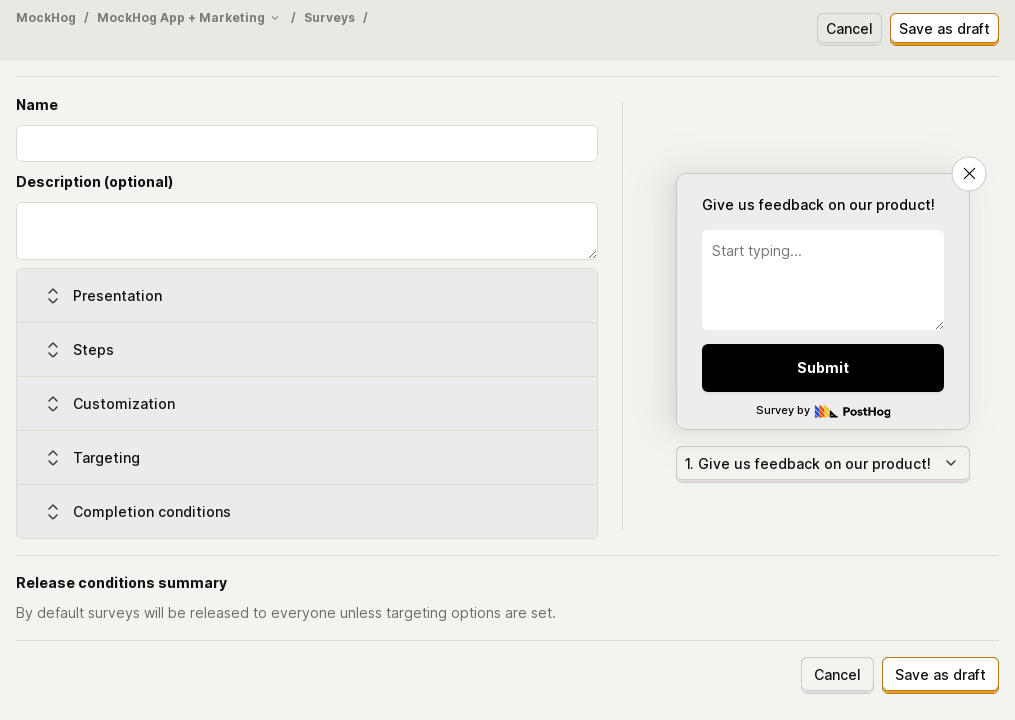 MockHog / MockHog App + Marketing / Surveys /
Cancel
Save as draft
Name
Description (optional)
Presentation
Steps
Customization
Targeting
Completion conditions
Give us feedback on our product!
Start typing...
Submit
Survey by PostHog
1. Give us feedback on our product!
Release conditions summary
By default surveys will be released to everyone unless targeting options are set.
Cancel
Save as draft